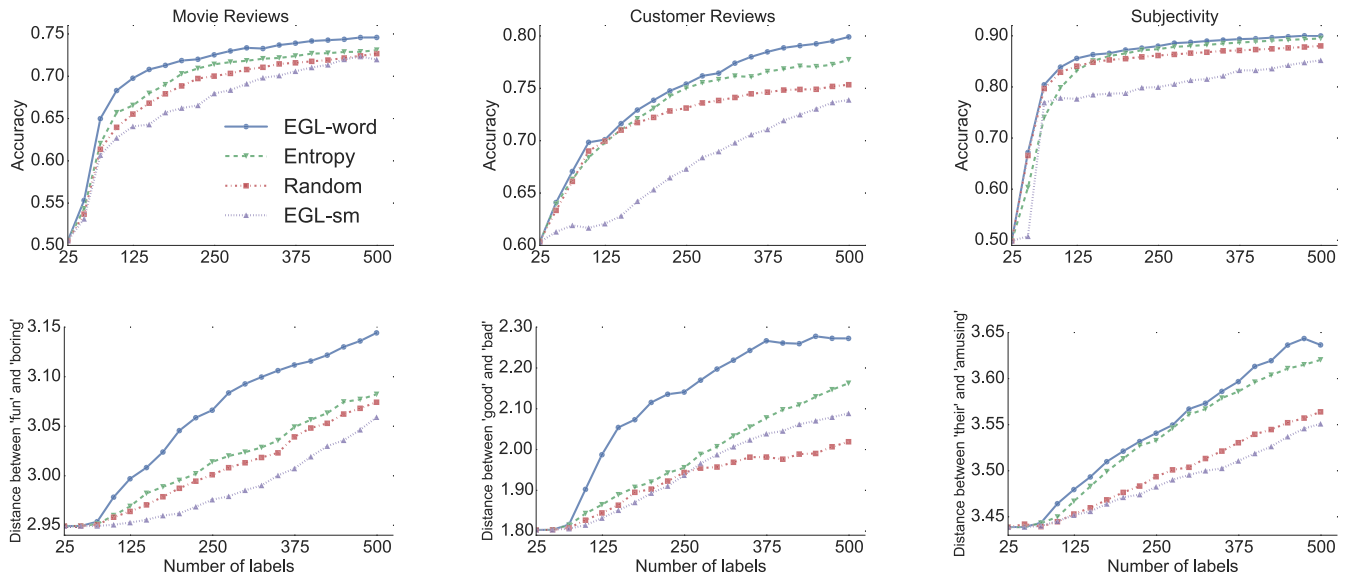 Movie Reviews
Customer Reviews
Subjectivity
Accuracy
0.75
0.70
0.65
0.60
0.55
0.50
25 125 250 375 500
EGL-word
Entropy
Random
EGL-sm
Accuracy
0.80
0.75
0.70
0.65
0.60
25 125 250 375 500
Accuracy
0.90
0.80
0.70
0.60
0.50
25 125 250 375 500
Distance between 'fun' and 'boring'
3.15
3.10
3.05
3.00
2.95
25 125 250 375 500
Number of labels
Distance between 'good' and 'bad'
2.30
2.20
2.10
2.00
1.90
1.80
25 125 250 375 500
Number of labels
Distance between 'their' and 'amusing'
3.65
3.60
3.55
3.50
3.44
25 125 250 375 500
Number of labels